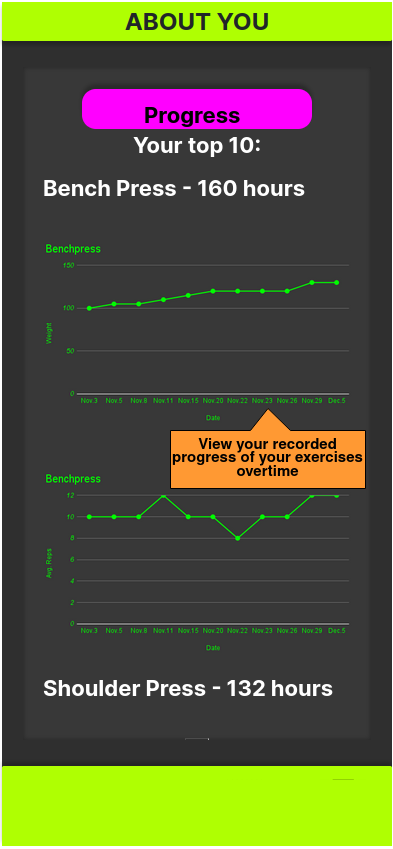 ABOUT YOU
Progress
Your top 10:
Bench Press - 160 hours
Benchpress
150
100
50
0
Weight
Nov.3 Nov.5 Nov.8 Nov.11 Nov.15 Nov.20 Nov.22 Nov.23 Nov.26 Nov.29 Dec.5
Date
View your recorded
progress of your exercises
overtime
Benchpress
12
10
8
6
4
2
0
Avg. Reps
Nov.3 Nov.5 Nov.8 Nov.11 Nov.15 Nov.20 Nov.22 Nov.23 Nov.26 Nov.29 Dec.5
Date
Shoulder Press - 132 hours